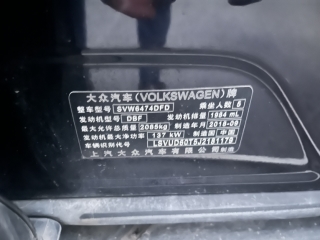 大众汽车(VOLKSWAGEN)牌
整车型号 SVW6474DFD 乘坐人数 5
发动机型号 DBF 发动机排量 1984 mL
最大允许总质量 2085kg 制造年月 2018-09
发动机最大净功率 137 kW 制造国 中国
车辆识别代号 LSVUD60T5J2181179
上汽大众汽车有限公司